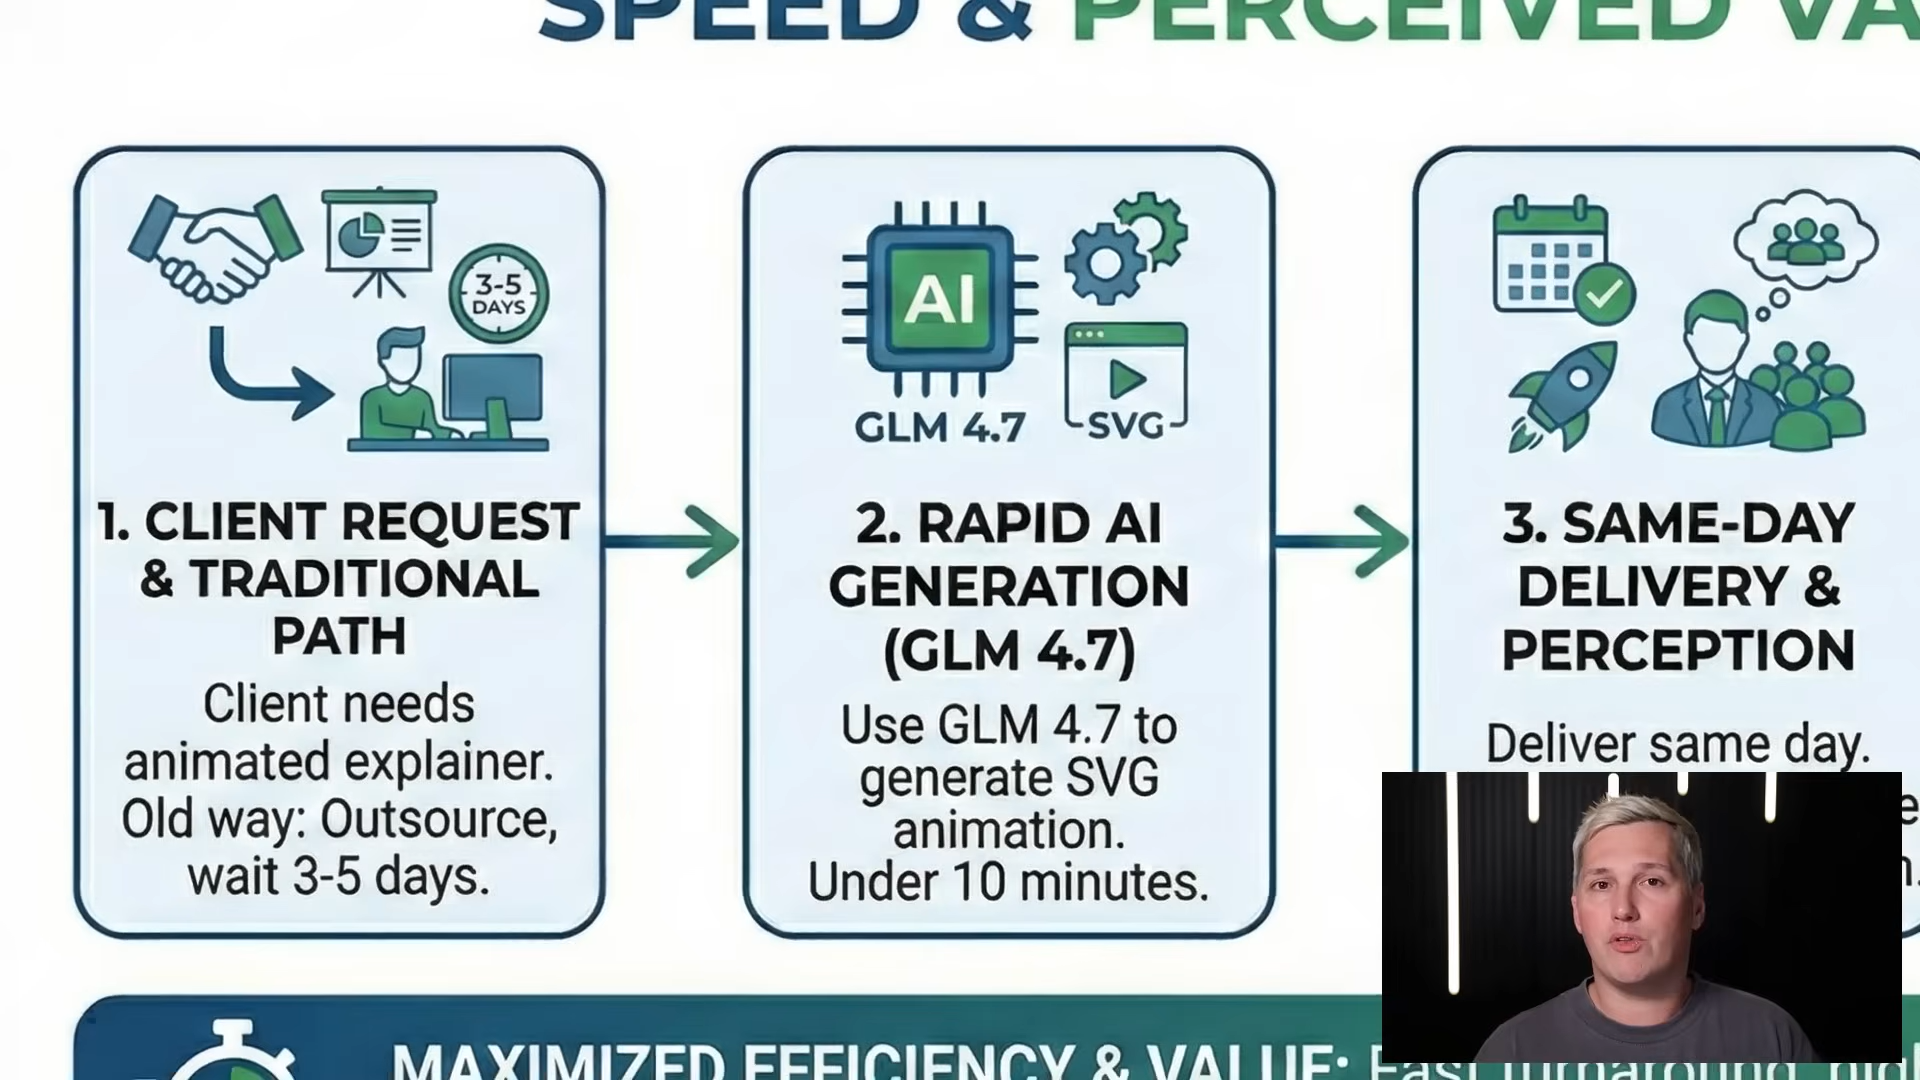 SPEED & PERCEIVED
3-5
DAYS
1. CLIENT REQUEST
& TRADITIONAL
PATH
Client needs
animated explainer.
Old way: Outsource,
wait 3-5 days.
AI
GLM 4.7
SVG
2. RAPID AI
GENERATION
(GLM 4.7)
Use GLM 4.7 to
generate SVG
animation.
Under 10 minutes.
3. SAME-DAY
DELIVERY &
PERCEPTION
Deliver same day.
MAXIMIZED EFFICIENCY & VALUE: Fast turnaround,